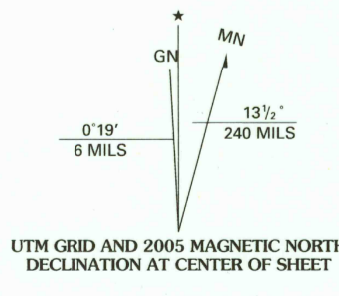 ★
MN
GN
0°19'
6 MILS
13½°
240 MILS
UTM GRID AND 2005 MAGNETIC NORTH
DECLINATION AT CENTER OF SHEET